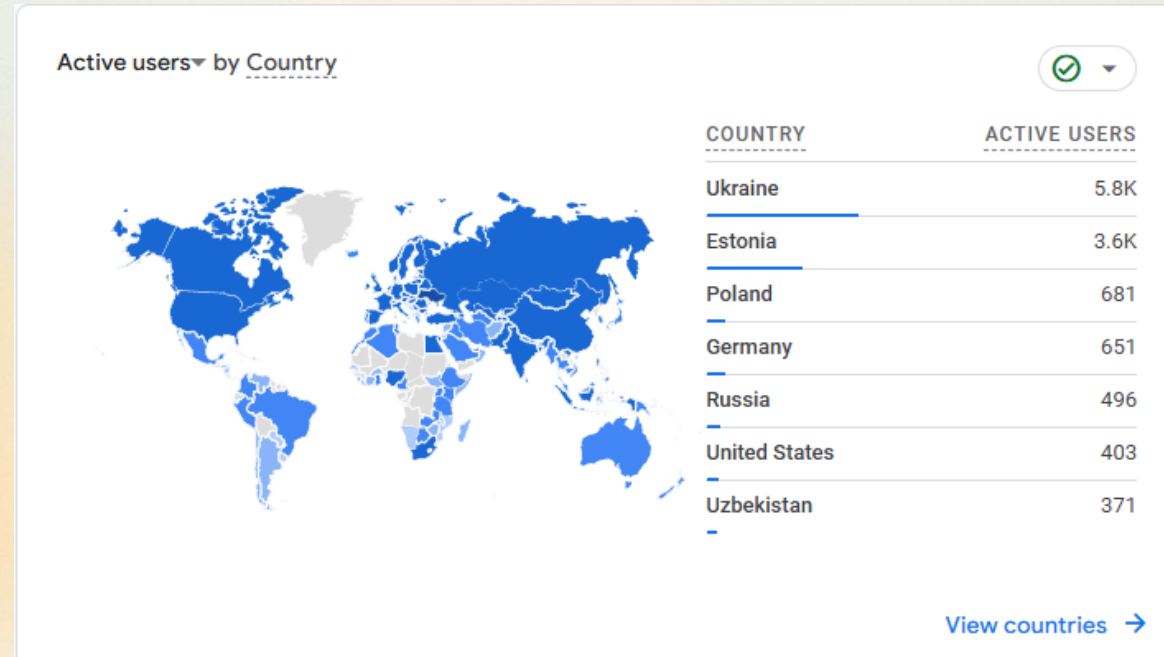 Active users by Country
COUNTRY ACTIVE USERS
Ukraine 5.8K
Estonia 3.6K
Poland 681
Germany 651
Russia 496
United States 403
Uzbekistan 371
View countries